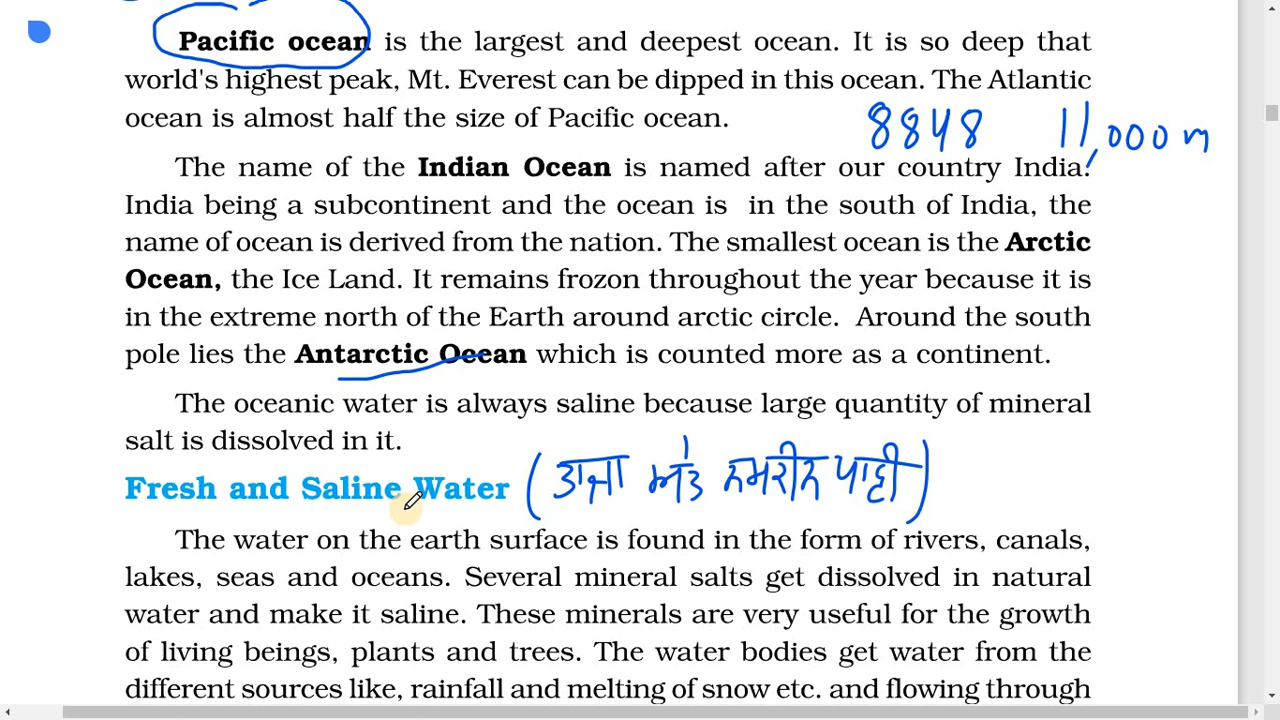 Pacific ocean is the largest and deepest ocean. It is so deep that
world's highest peak, Mt. Everest can be dipped in this ocean. The Atlantic
ocean is almost half the size of Pacific ocean.
8848 11,000 m
The name of the Indian Ocean is named after our country India.
India being a subcontinent and the ocean is in the south of India, the
name of ocean is derived from the nation. The smallest ocean is the Arctic
Ocean, the Ice Land. It remains frozon throughout the year because it is
in the extreme north of the Earth around arctic circle. Around the south
pole lies the Antarctic Ocean which is counted more as a continent.
The oceanic water is always saline because large quantity of mineral
salt is dissolved in it.
Fresh and Saline Water (ਤਾਜਾ ਅਤੇ ਨਮਕੀਨ ਪਾਣੀ)
The water on the earth surface is found in the form of rivers, canals,
lakes, seas and oceans. Several mineral salts get dissolved in natural
water and make it saline. These minerals are very useful for the growth
of living beings, plants and trees. The water bodies get water from the
different sources like, rainfall and melting of snow etc. and flowing through